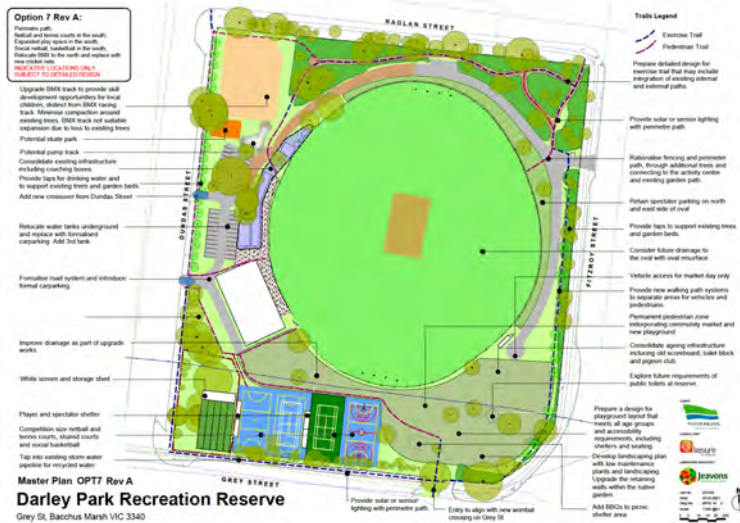 Option 7 Rev A:
Perimetre path;
Netball and tennis courts in the south;
Expanded play space in the south;
Social netball, basketball in the south;
Relocate BMX to the north and replace with
new cricket nets
INDICATIVE LOCATIONS ONLY
SUBJECT TO DETAILED DESIGN
Upgrade BMX track to provide skill
development opportunities for local
children, distinct from BMX racing
track. Minimise compaction around
existing trees. BMX track not suitable
expansion due to loss to existing trees
Potential skate park
Potential pump track
Consolidate existing infrastructure
including coaching boxes.
Provide taps for drinking water and
to support existing trees and garden beds.
Add new crossover from Dundas Street
Relocate water tanks underground
and replace with formalised
carparking. Add 3rd tank.
Formalise road system and introduce
formal carparking.
Improve drainage as part of upgrade
works.
White screen and storage shed
Player and spectator shelter
Competition size netball and
tennis courts, shared courts
and social basketball
Tap into existing storm water
pipeline for recycled water
RAGLAN STREET
DUNDAS STREET
FITZROY STREET
GREY STREET
Trails Legend
Exercise Trail
Pedestrian Trail
Prepare detailed design for
exercise trail that may include
integration of existing internal
and external paths.
Provide solar or sensor lighting
with perimetre path
Rationalise fencing and perimetre
path, through additional trees and
connecting to the activity centre
and existing garden path
Retain spectator parking on north
and east side of oval
Provide taps to support existing trees
and garden beds.
Consider future drainage to
the oval with oval resurface
Vehicle access for market day only
Provide new walking path systems
to separate areas for vehicles and
pedestrians.
Permanent pedestrian zone
indorporating community market and
new playground
Consolidate ageing infrastructure
including old scoreboard, toilet block
and pigeon club.
Explore future requirements of
public toilets at reserve.
Prepare a design for
playground layout that
meets all age groups
and accessibility
requirements, including
shelters and seating.
Develop landscaping plan
with low maintenance
plants and landscaping
Upgrade the retaining
walls within the native
garden
Add BBQs to picnic
shelter area
Provide solar or sensor
lighting with perimetre path.
Entry to align with new wombat
crossing on Grey St
Master Plan OPT7 Rev A
Darley Park Recreation Reserve
Grey St, Bacchus Marsh VIC 3340
leisure
Jeavons